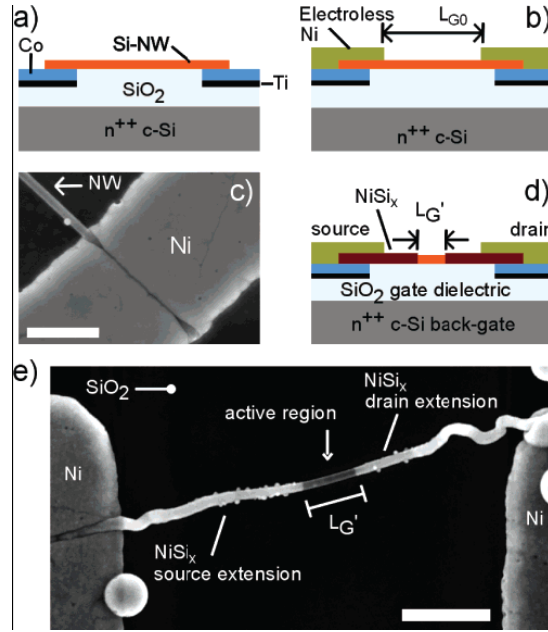 a)
Co
Si-NW
SiO2
Ti
n++ c-Si
b)
Electroless
Ni
LG0
n++ c-Si
c)
NW
Ni
d)
NiSix
LG'
source
drain
SiO2 gate dielectric
n++ c-Si back-gate
e)
SiO2
NiSix
drain extension
active region
Ni
LG'
NiSix
source extension
Ni